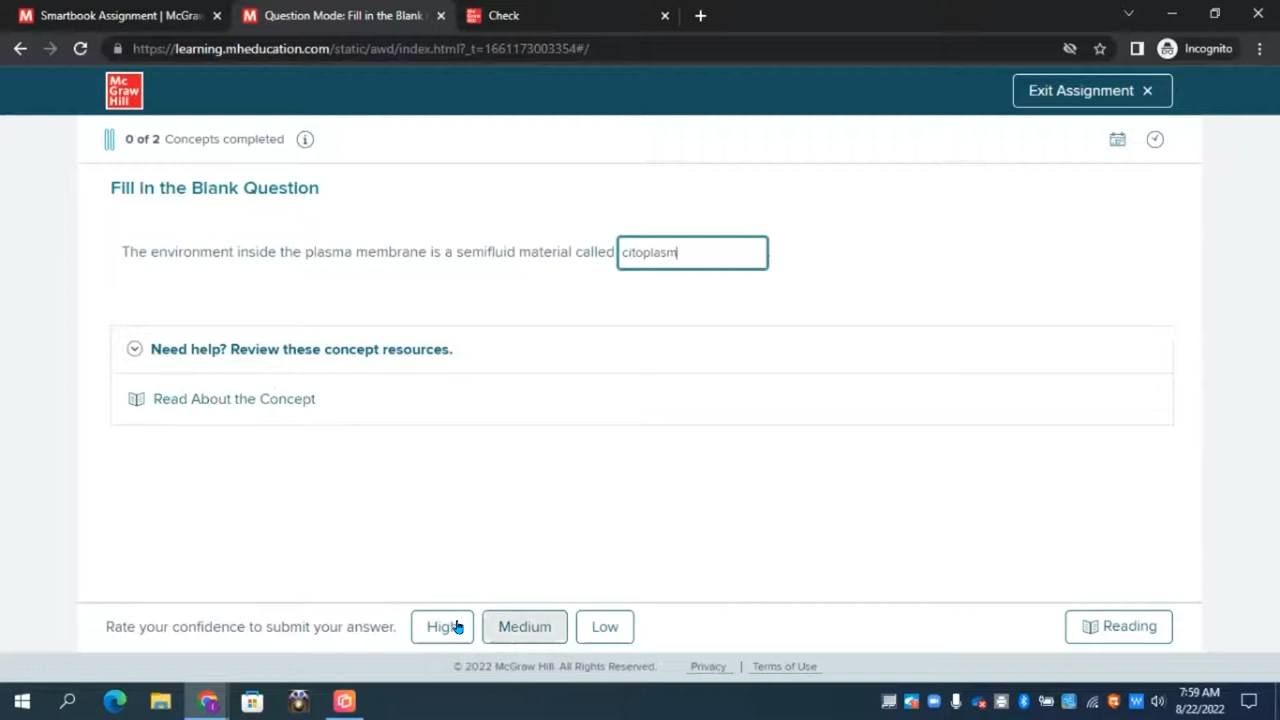 Smartbook Assignment | McGraw
Question Mode: Fill in the Blank
Check
https://learning.mheducation.com/static/awd/index.html?_t=1661173003354#/
Incognito
Mc
Graw
Hill
Exit Assignment ×
0 of 2 Concepts completed
Fill in the Blank Question
The environment inside the plasma membrane is a semifluid material called citoplasm
Need help? Review these concept resources.
Read About the Concept
Rate your confidence to submit your answer. High Medium Low Reading
© 2022 McGraw Hill. All Rights Reserved. Privacy | Terms of Use
7:59 AM
8/22/2022